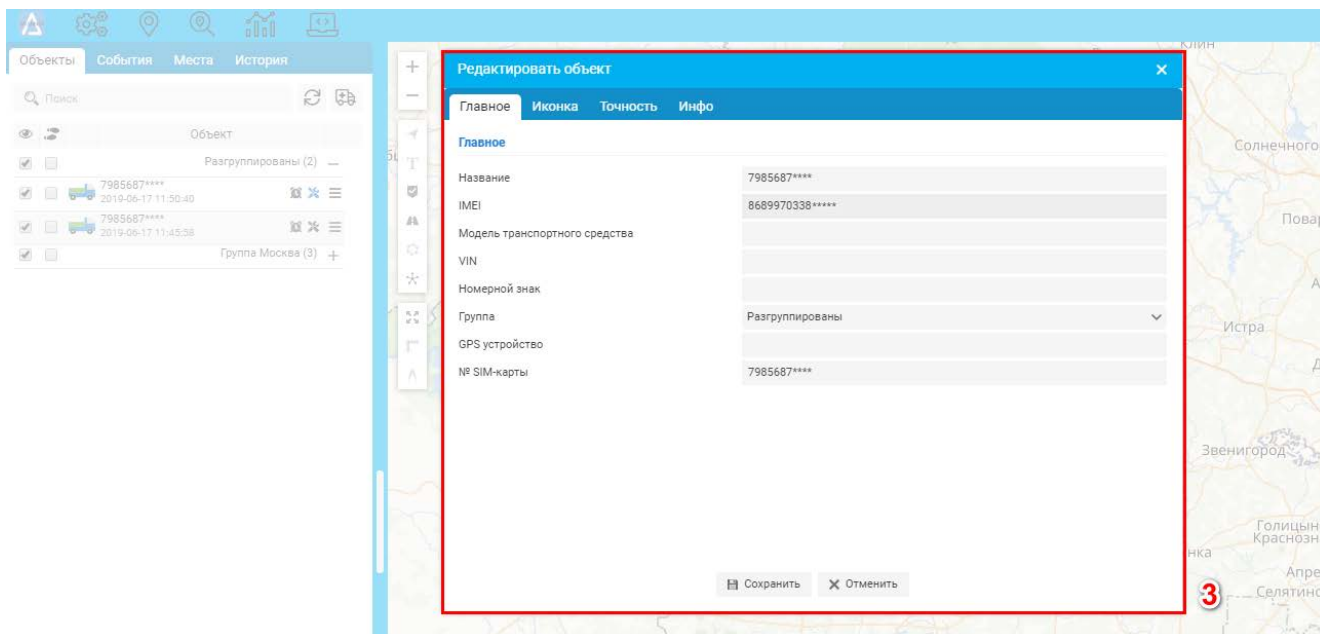 Объекты События Места История
Поиск
Объект
Разгруппированы (2)
7985687****
2019-06-17 11:50:40
7985687****
2019-06-17 11:45:58
Группа Москва (3)
Редактировать объект
Главное Иконка Точность Инфо
Главное
Название 7985687****
IMEI 8689970338*****
Модель транспортного средства
VIN
Номерной знак
Группа Разгруппированы
GPS устройство
№ SIM-карты 7985687****
Сохранить Отменить
3
Клин
Солнечного
Повар
Истра
Звенигород
Голицын
Краснозн
нка
Апре
Селятино